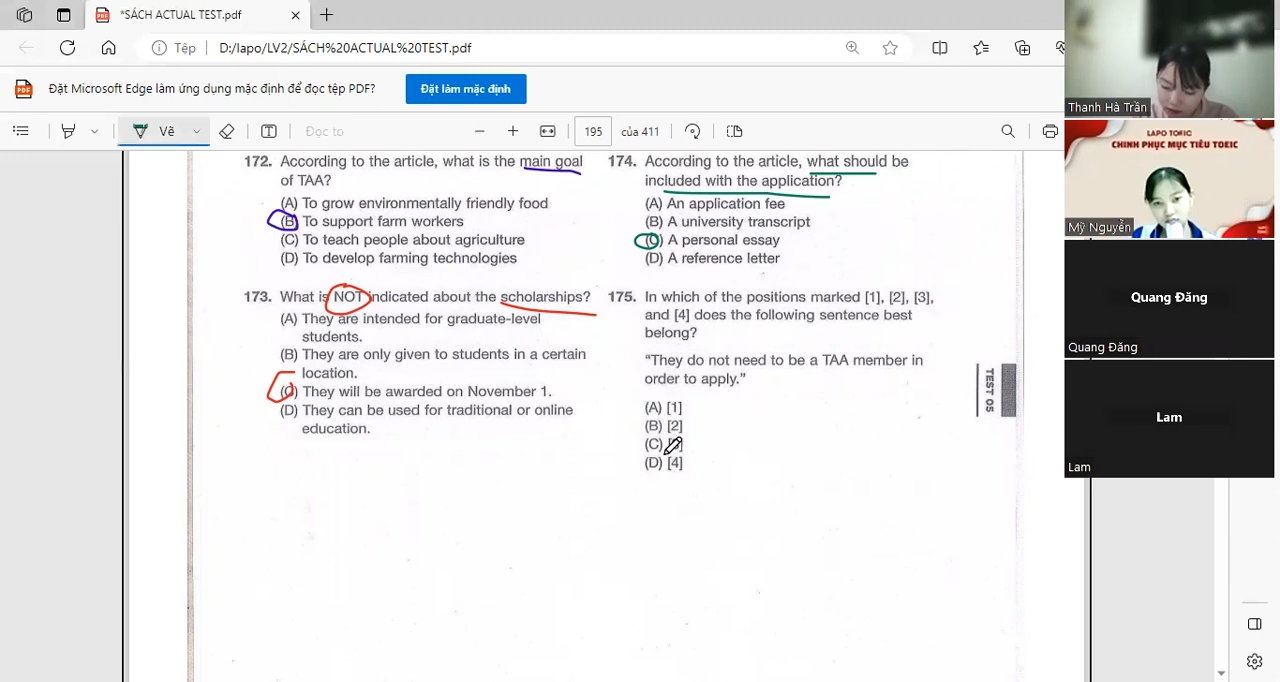 *SÁCH ACTUAL TEST.pdf
Tệp
D:/lapo/LV2/SÁCH%20ACTUAL%20TEST.pdf
Đặt Microsoft Edge làm ứng dụng mặc định để đọc tệp PDF?
Đặt làm mặc định
Vẽ
Đọc to
195
của 411
172. According to the article, what is the main goal
of TAA?
(A) To grow environmentally friendly food
(B) To support farm workers
(C) To teach people about agriculture
(D) To develop farming technologies
173. What is NOT indicated about the scholarships?
(A) They are intended for graduate-level
students.
(B) They are only given to students in a certain
location.
(C) They will be awarded on November 1.
(D) They can be used for traditional or online
education.
174. According to the article, what should be
included with the application?
(A) An application fee
(B) A university transcript
(C) A personal essay
(D) A reference letter
175. In which of the positions marked [1], [2], [3],
and [4] does the following sentence best
belong?
“They do not need to be a TAA member in
order to apply.”
(A) [1]
(B) [2]
(C)
(D) [4]
TEST 05
Thanh Hà Trần
LAPO TOEIC
CHINH PHỤC MỤC TIÊU TOEIC
Mỹ Nguyễn
Quang Đăng
Quang Đăng
Lam
Lam